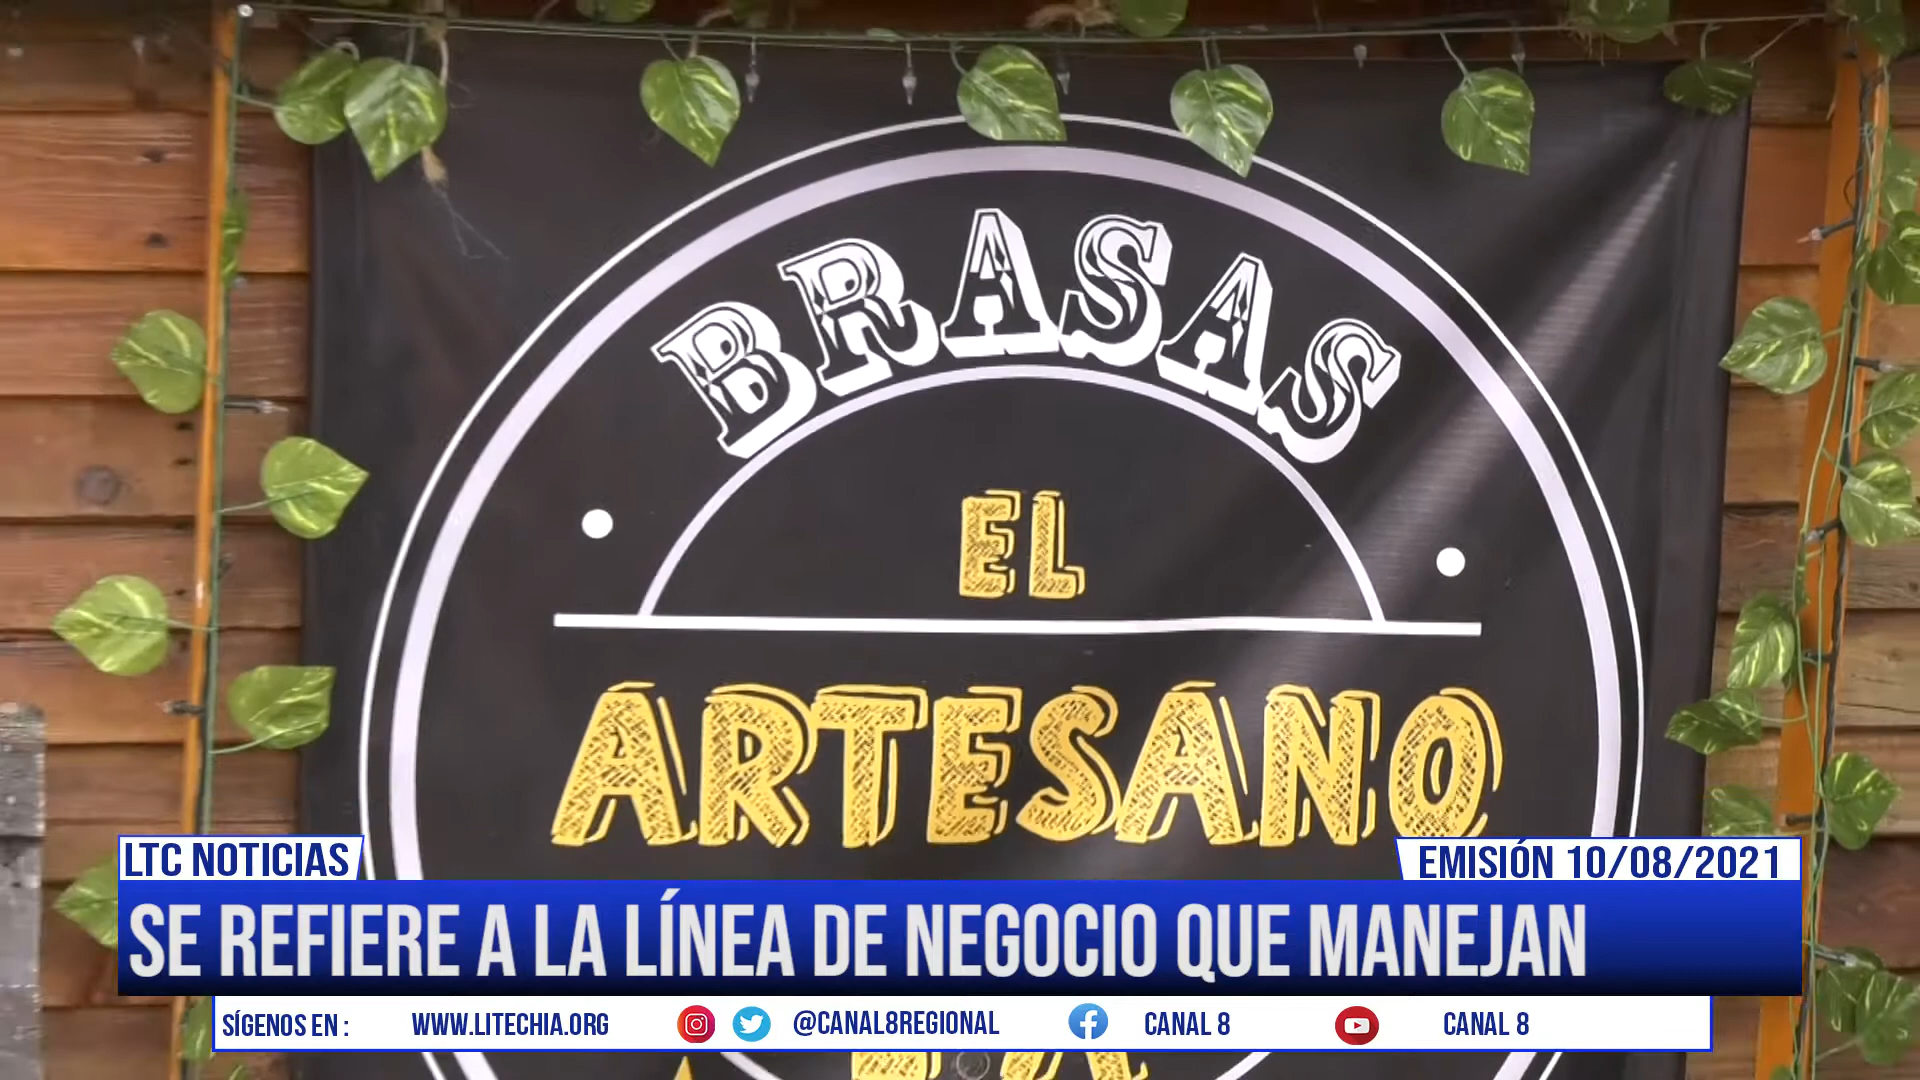 BRASAS
EL
ARTESANO
LTC NOTICIAS
EMISIÓN 10/08/2021
SE REFIERE A LA LÍNEA DE NEGOCIO QUE MANEJAN
SÍGENOS EN :
WWW.LITECHIA.ORG
@CANAL8REGIONAL
CANAL 8
CANAL 8